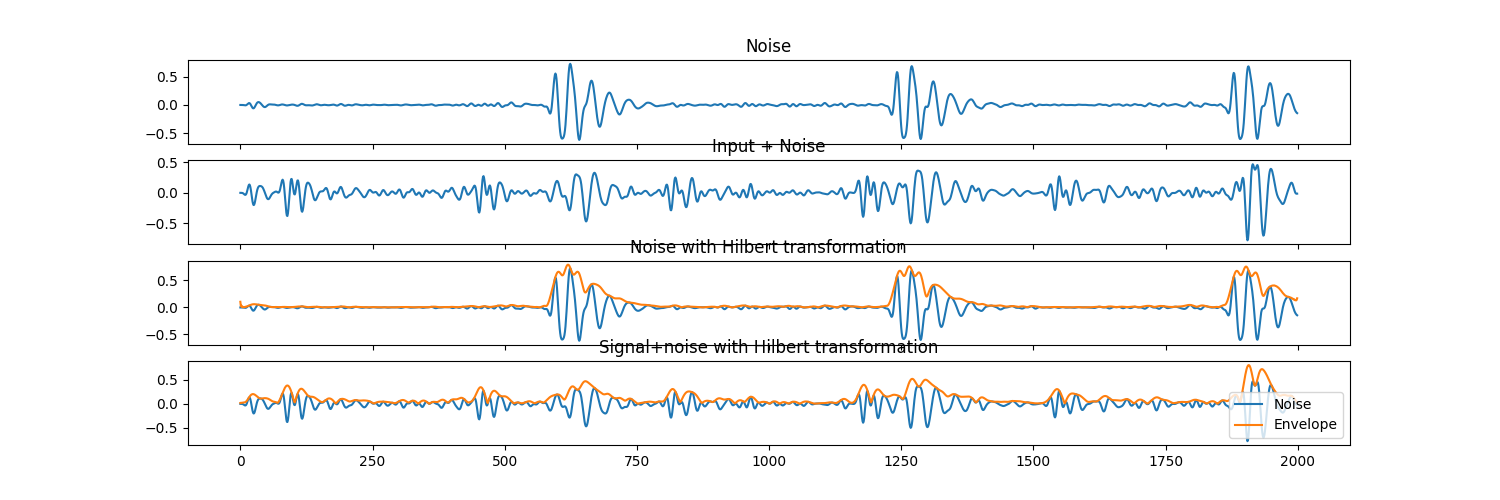 Noise
0.5
0.0
−0.5
Input + Noise
0.5
0.0
−0.5
Noise with Hilbert transformation
0.5
0.0
−0.5
Signal+noise with Hilbert transformation
0.5
0.0
−0.5
Noise
Envelope
0 250 500 750 1000 1250 1500 1750 2000